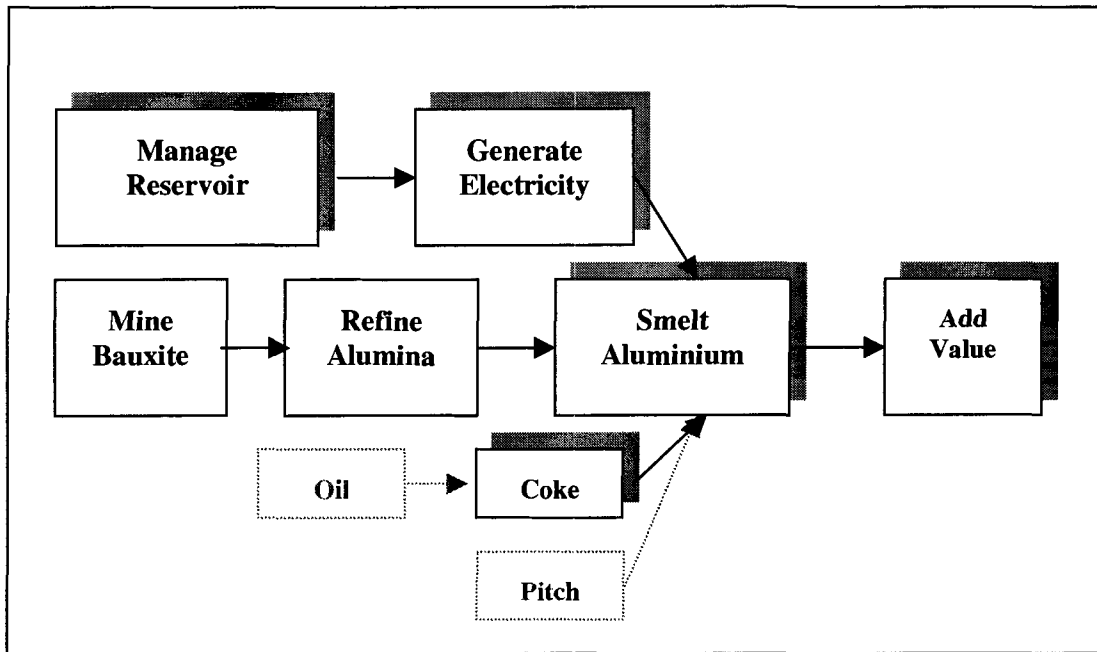 Manage
Reservoir
Generate
Electricity
Mine
Bauxite
Refine
Alumina
Smelt
Aluminium
Add
Value
Oil
Coke
Pitch